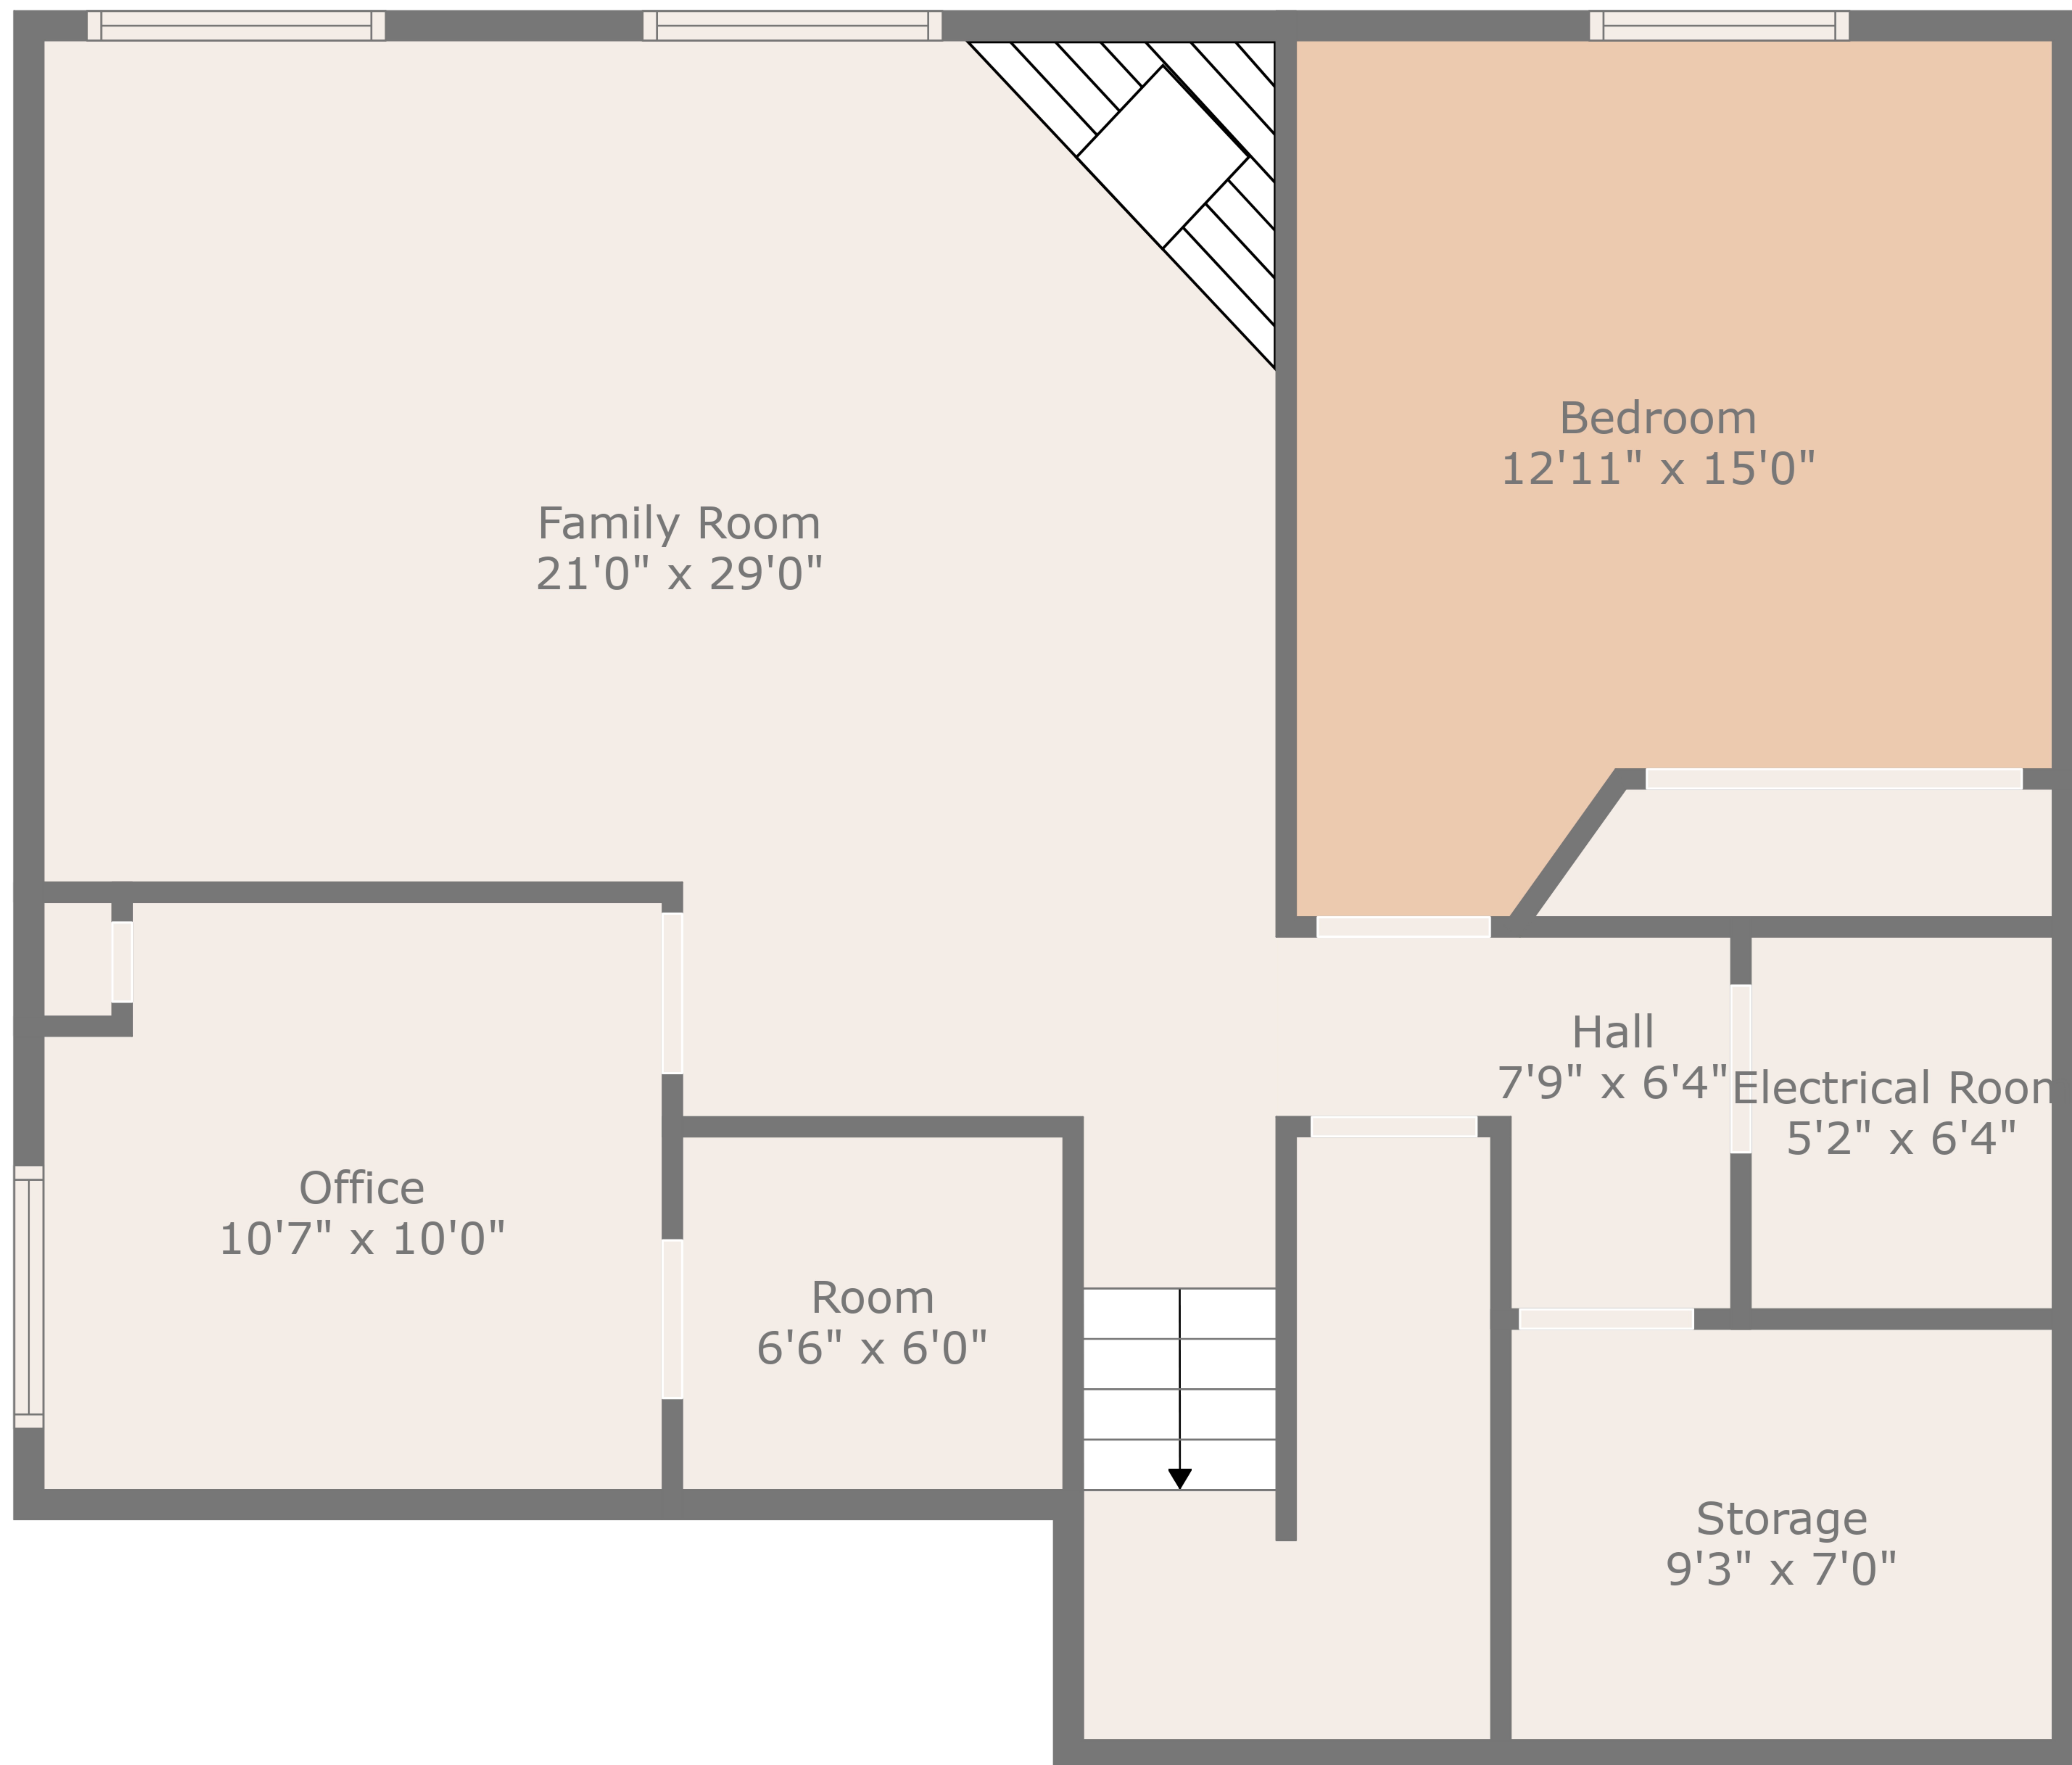 Bedroom
12'11" x 15'0"
Family Room
21'0" x 29'0"
Hall
7'9" x 6'4"
Electrical Room
5'2" x 6'4"
Office
10'7" x 10'0"
Room
6'6" x 6'0"
Storage
9'3" x 7'0"